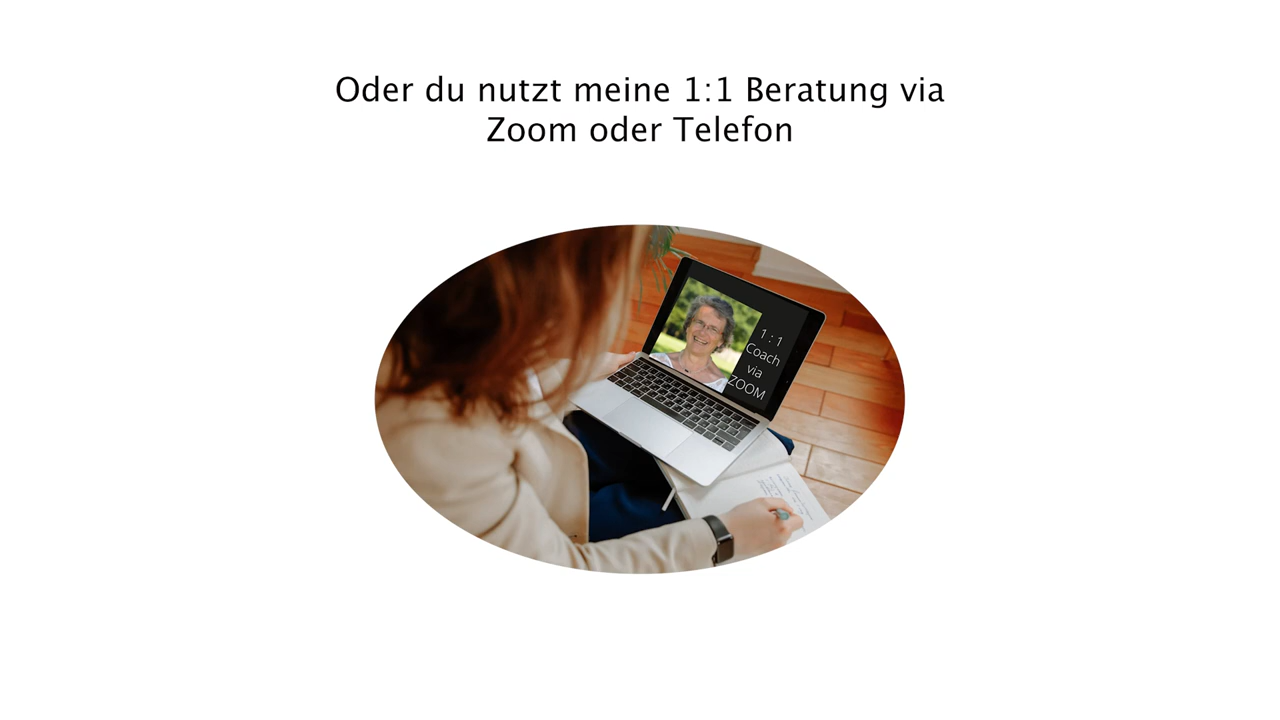 Oder du nutzt meine 1:1 Beratung via
Zoom oder Telefon
1 : 1
Coach
via
ZOOM